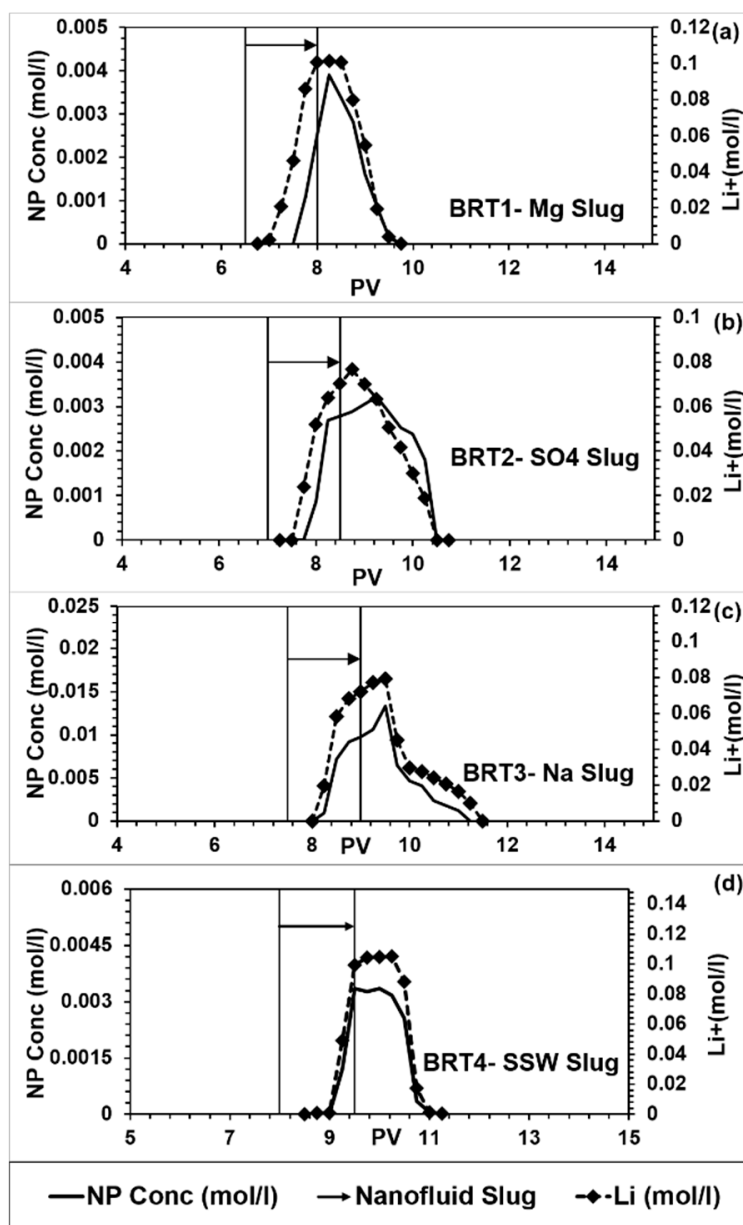 (a)
NP Conc (mol/l)
0.005
0.004
0.003
0.002
0.001
0
0.12
0.1
0.08
0.06
0.04
0.02
0
Li+(mol/l)
BRT1- Mg Slug
4 6 8 10 12 14
PV
(b)
NP Conc (mol/l)
0.005
0.004
0.003
0.002
0.001
0
0.1
0.08
0.06
0.04
0.02
0
Li+(mol/l)
BRT2- SO4 Slug
4 6 8 10 12 14
PV
(c)
NP Conc (mol/l)
0.025
0.02
0.015
0.01
0.005
0
0.12
0.1
0.08
0.06
0.04
0.02
0
Li+(mol/l)
BRT3- Na Slug
4 6 8 PV 10 12 14
(d)
NP Conc (mol/l)
0.006
0.0045
0.003
0.0015
0
0.14
0.12
0.1
0.08
0.06
0.04
0.02
0
Li+(mol/l)
BRT4- SSW Slug
5 7 9 PV 11 13 15
NP Conc (mol/l) Nanofluid Slug Li (mol/l)